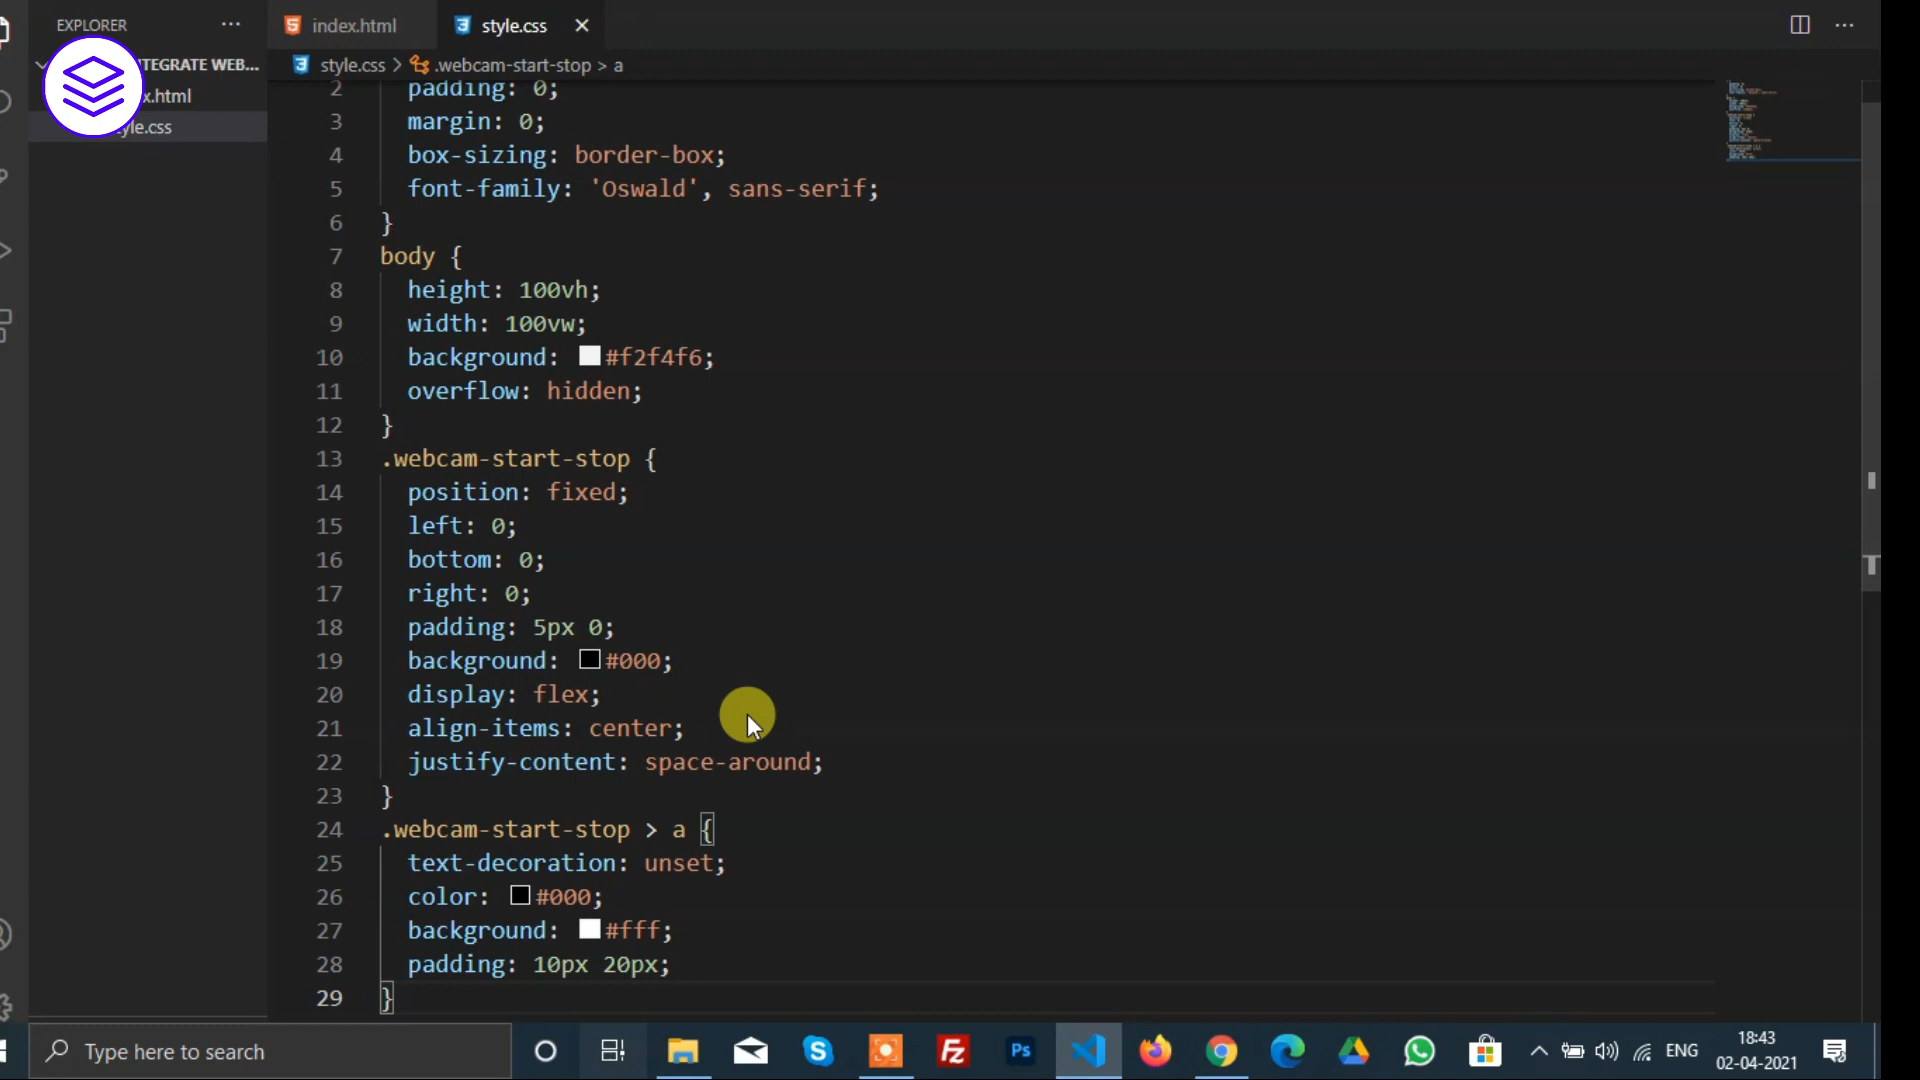 EXPLORER
index.html
style.css
NTEGRATE WEB...
style.css > .webcam-start-stop > a
x.html
yle.css
2 padding: 0;
3 margin: 0;
4 box-sizing: border-box;
5 font-family: 'Oswald', sans-serif;
6 }
7 body {
8 height: 100vh;
9 width: 100vw;
10 background: #f2f4f6;
11 overflow: hidden;
12 }
13 .webcam-start-stop {
14 position: fixed;
15 left: 0;
16 bottom: 0;
17 right: 0;
18 padding: 5px 0;
19 background: #000;
20 display: flex;
21 align-items: center;
22 justify-content: space-around;
23 }
24 .webcam-start-stop > a {
25 text-decoration: unset;
26 color: #000;
27 background: #fff;
28 padding: 10px 20px;
29 }
Type here to search
Fz
Ps
ENG
18:43
02-04-2021